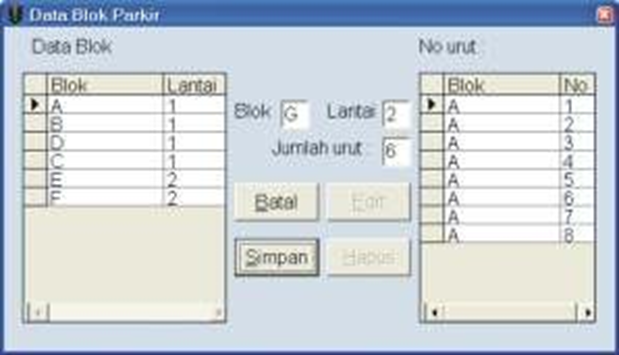 Data Blok Parkir
Data Blok
No urut :
Blok Lantai
A 1
B 1
D 1
C 1
E 2
F 2
Blok G Lantai 2
Jumlah urut : 6
Batal Edit
Simpan Hapus
Blok No
A 1
A 2
A 3
A 4
A 5
A 6
A 7
A 8